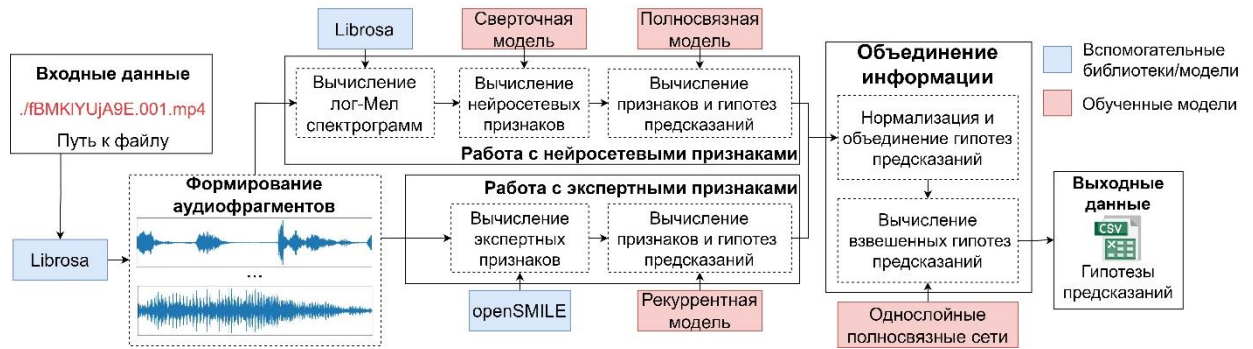 Входные данные
./fBMKlYUjA9E.001.mp4
Путь к файлу
Librosa
Формирование
аудиофрагментов
...
Librosa
Вычисление
лог-Мел
спектрограмм
Сверточная
модель
Вычисление
нейросетевых
признаков
Полносвязная
модель
Вычисление
признаков и гипотез
предсказаний
Работа с нейросетевыми признаками
Работа с экспертными признаками
Вычисление
экспертных
признаков
openSMILE
Вычисление
признаков и гипотез
предсказаний
Рекуррентная
модель
Объединение
информации
Нормализация и
объединение гипотез
предсказаний
Вычисление
взвешенных гипотез
предсказаний
Однослойные
полносвязные сети
Выходные
данные
CSV
Гипотезы
предсказаний
Вспомогательные
библиотеки/модели
Обученные модели